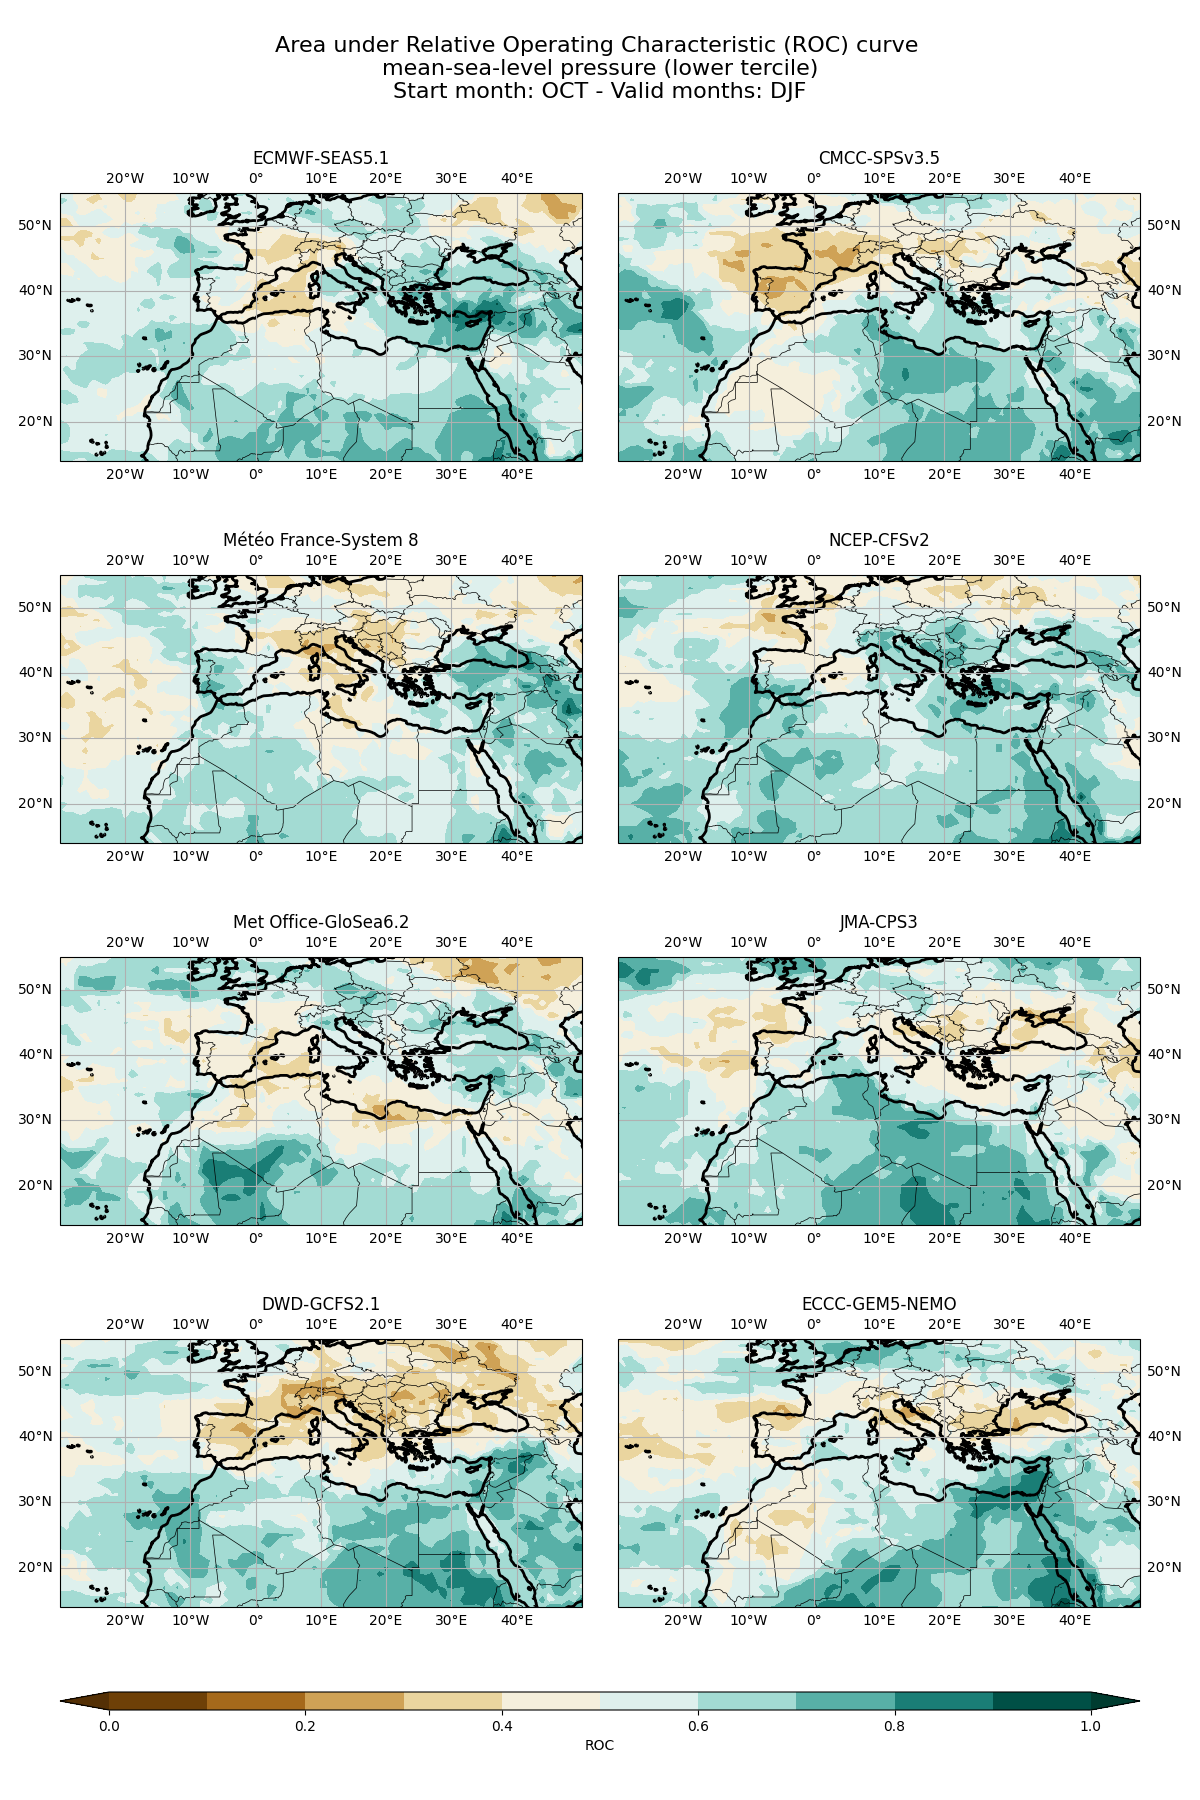 Area under Relative Operating Characteristic (ROC) curve
mean-sea-level pressure (lower tercile)
Start month: OCT - Valid months: DJF
ECMWF-SEAS5.1
20°W 10°W 0° 10°E 20°E 30°E 40°E
50°N
40°N
30°N
20°N
20°W 10°W 0° 10°E 20°E 30°E 40°E
CMCC-SPSv3.5
20°W 10°W 0° 10°E 20°E 30°E 40°E
50°N
40°N
30°N
20°N
20°W 10°W 0° 10°E 20°E 30°E 40°E
Météo France-System 8
20°W 10°W 0° 10°E 20°E 30°E 40°E
50°N
40°N
30°N
20°N
20°W 10°W 0° 10°E 20°E 30°E 40°E
NCEP-CFSv2
20°W 10°W 0° 10°E 20°E 30°E 40°E
50°N
40°N
30°N
20°N
20°W 10°W 0° 10°E 20°E 30°E 40°E
Met Office-GloSea6.2
20°W 10°W 0° 10°E 20°E 30°E 40°E
50°N
40°N
30°N
20°N
20°W 10°W 0° 10°E 20°E 30°E 40°E
JMA-CPS3
20°W 10°W 0° 10°E 20°E 30°E 40°E
50°N
40°N
30°N
20°N
20°W 10°W 0° 10°E 20°E 30°E 40°E
DWD-GCFS2.1
20°W 10°W 0° 10°E 20°E 30°E 40°E
50°N
40°N
30°N
20°N
20°W 10°W 0° 10°E 20°E 30°E 40°E
ECCC-GEM5-NEMO
20°W 10°W 0° 10°E 20°E 30°E 40°E
50°N
40°N
30°N
20°N
20°W 10°W 0° 10°E 20°E 30°E 40°E
0.0 0.2 0.4 0.6 0.8 1.0
ROC